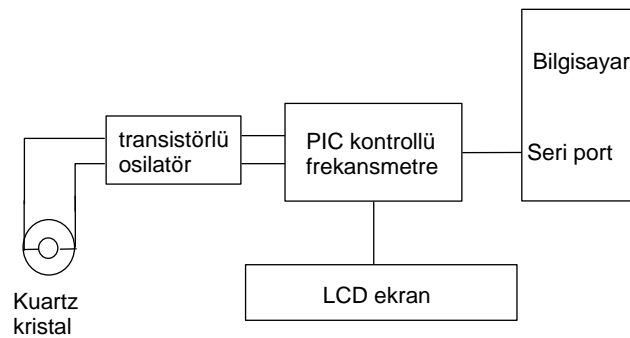 Bilgisayar
transistörlü
osilatör
PIC kontrollü
frekansmetre
Seri port
LCD ekran
Kuartz
kristal